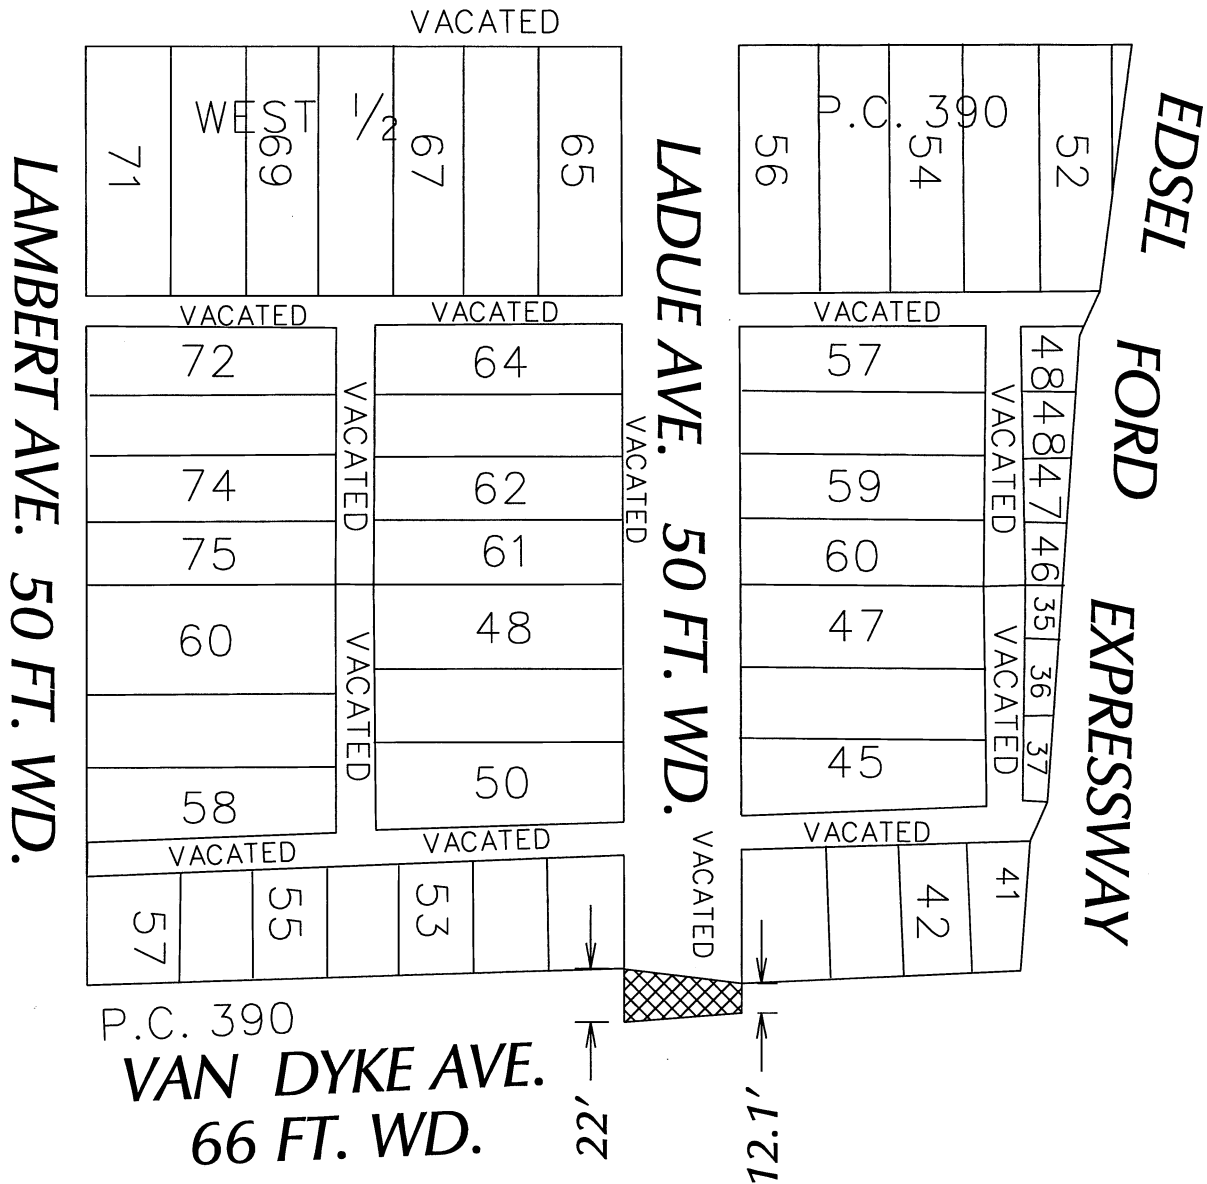 VACATED
WEST 1/2
P.C. 390
71
69
67
65
56
54
52
EDSEL FORD EXPRESSWAY
LAMBERT AVE. 50 FT. WD.
LADUE AVE. 50 FT. WD.
VACATED
VACATED
VACATED
72
64
57
48
48
VACATED
VACATED
VACATED
74
62
59
47
75
61
60
46
60
48
47
35
VACATED
VACATED
36
50
45
37
58
VACATED
VACATED
VACATED
VACATED
57
55
53
42
41
P.C. 390
VAN DYKE AVE.
66 FT. WD.
22'
12.1'